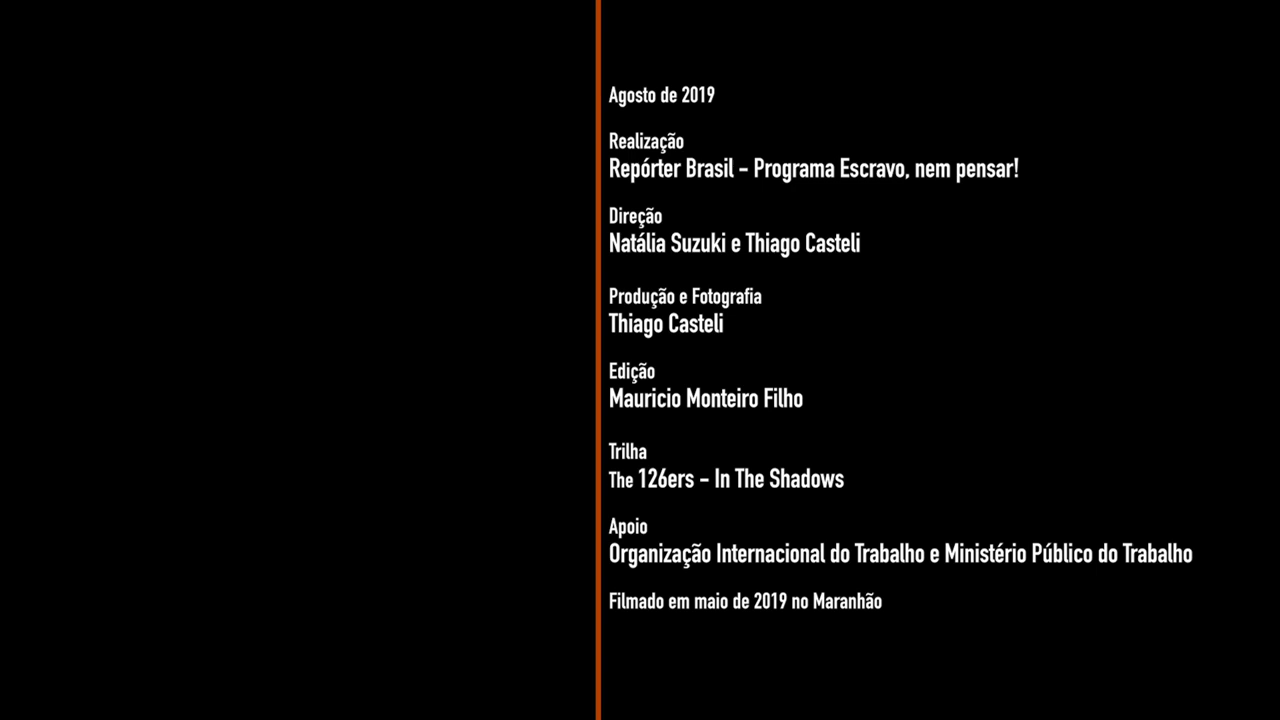 Agosto de 2019
Realização
Repórter Brasil - Programa Escravo, nem pensar!
Direção
Natália Suzuki e Thiago Casteli
Produção e Fotografia
Thiago Casteli
Edição
Mauricio Monteiro Filho
Trilha
The 126ers - In The Shadows
Apoio
Organização Internacional do Trabalho e Ministério Público do Trabalho
Filmado em maio de 2019 no Maranhão